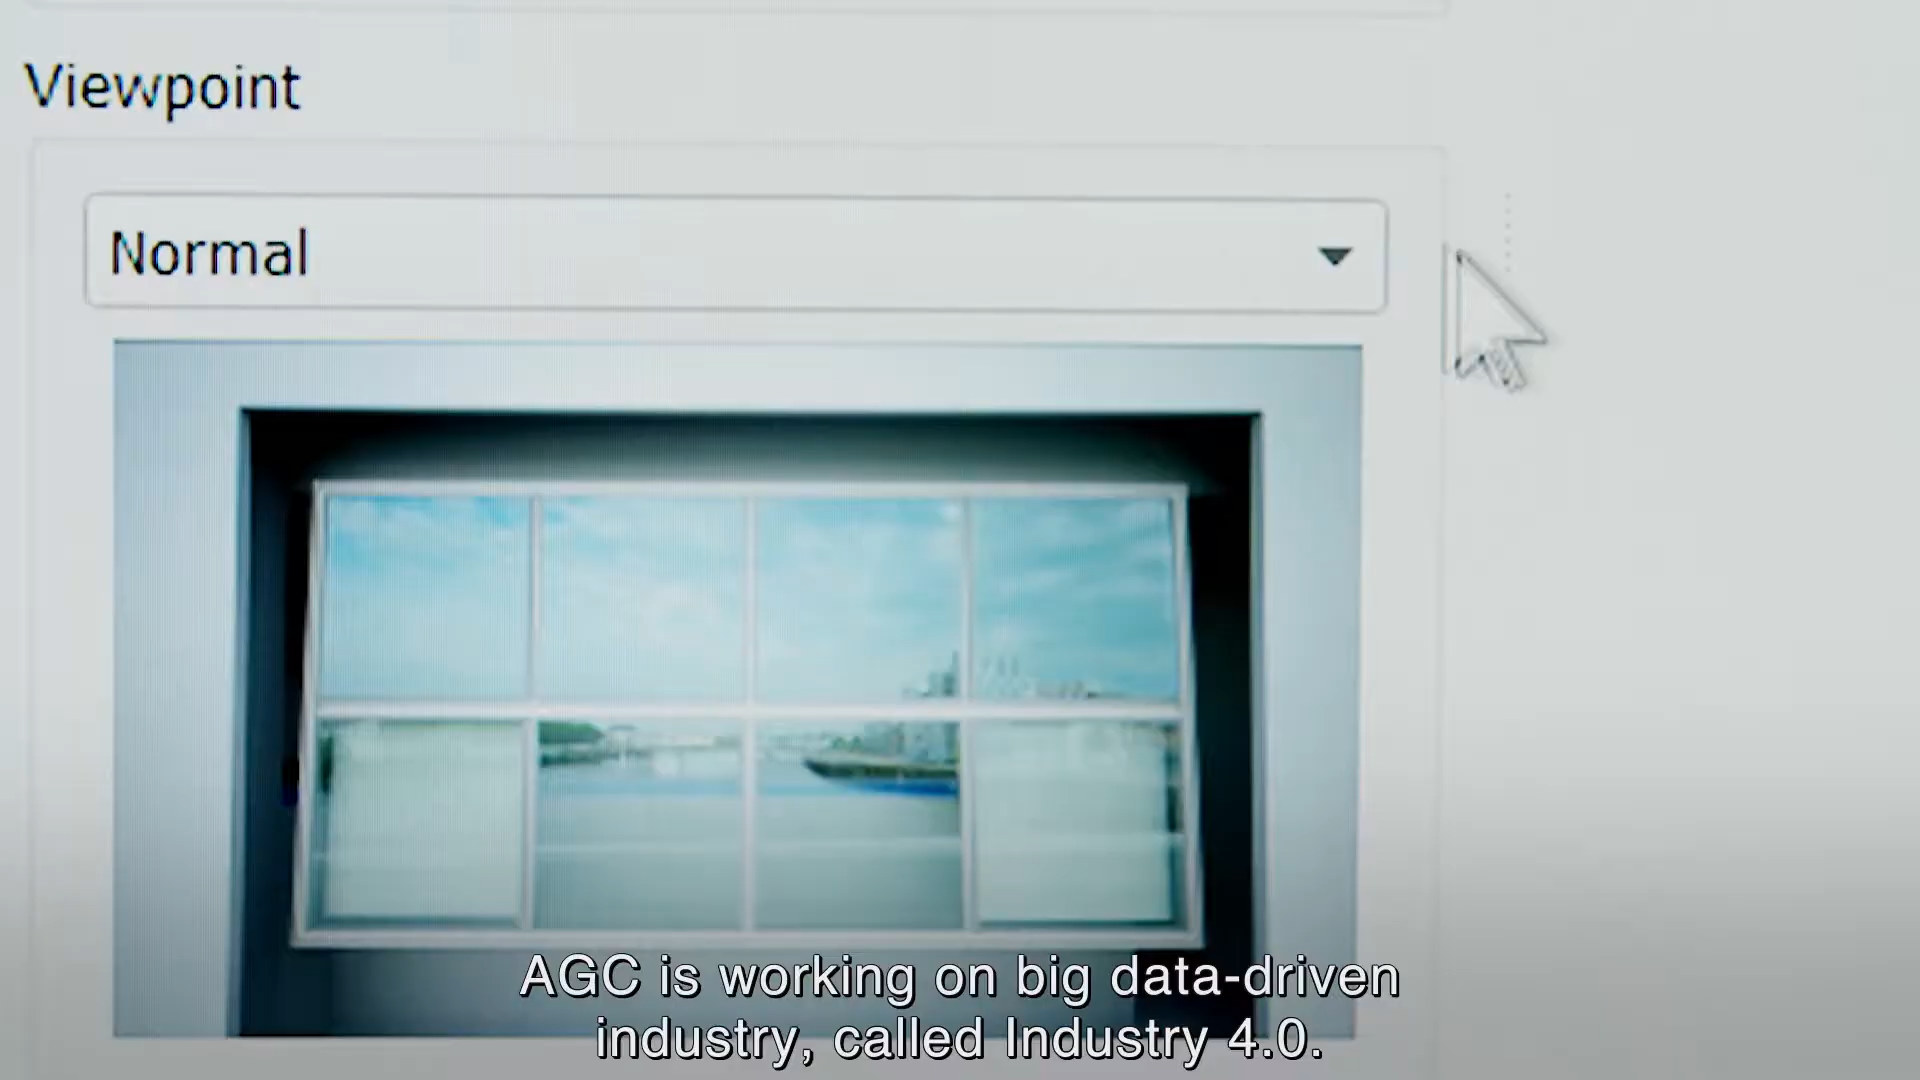 Viewpoint
Normal
AGC is working on big data-driven
industry, called Industry 4.0.